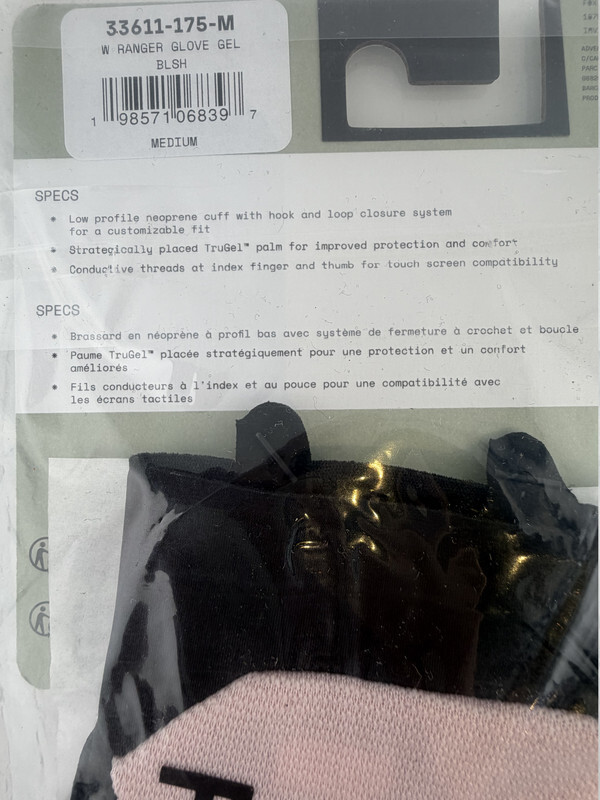 33611-175-M
W RANGER GLOVE GEL
BLSH
1 98571 06839 7
MEDIUM
SPECS
• Low profile neoprene cuff with hook and loop closure system
for a customizable fit
• Strategically placed TruGel™ palm for improved protection and comfort
• Conductive threads at index finger and thumb for touch screen compatibility
SPECS
• Brassard en néoprène à profil bas avec système de fermeture à crochet et boucle
• Paume TruGel™ placée stratégiquement pour une protection et un confort
améliorés
• Fils conducteurs à l'index et au pouce pour une compatibilité avec
les écrans tactiles